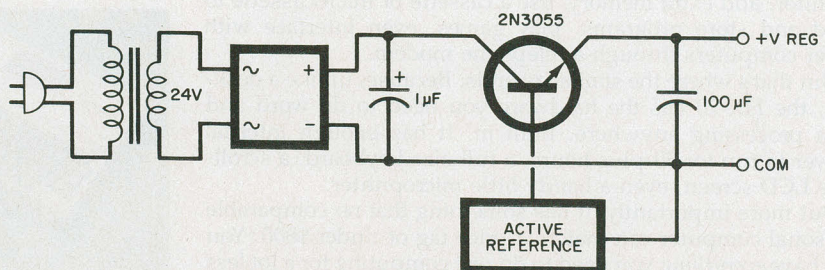 2N3055
+V REG
24V
~
+
+
1µF
100µF
~
−
COM
ACTIVE
REFERENCE